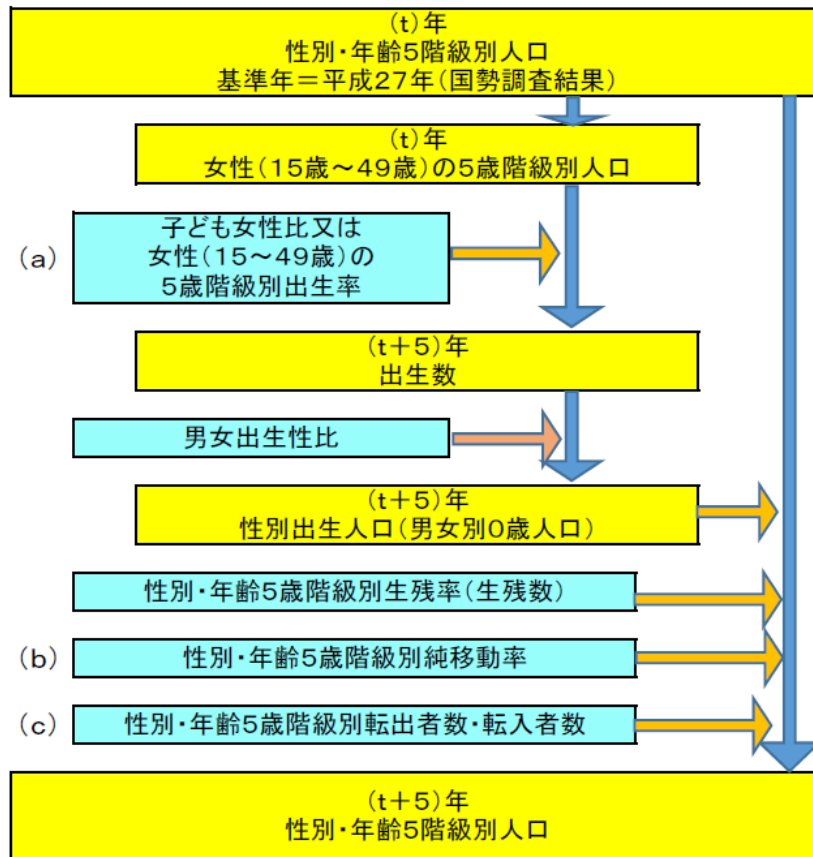 (t)年
性別・年齢5階級別人口
基準年＝平成27年(国勢調査結果)
(t)年
女性(15歳～49歳)の5歳階級別人口
(a)
子ども女性比又は
女性(15～49歳)の
5歳階級別出生率
(t＋5)年
出生数
男女出生性比
(t＋5)年
性別出生人口(男女別0歳人口)
性別・年齢5歳階級別生残率(生残数)
(b)
性別・年齢5歳階級別純移動率
(c)
性別・年齢5歳階級別転出者数・転入者数
(t＋5)年
性別・年齢5階級別人口